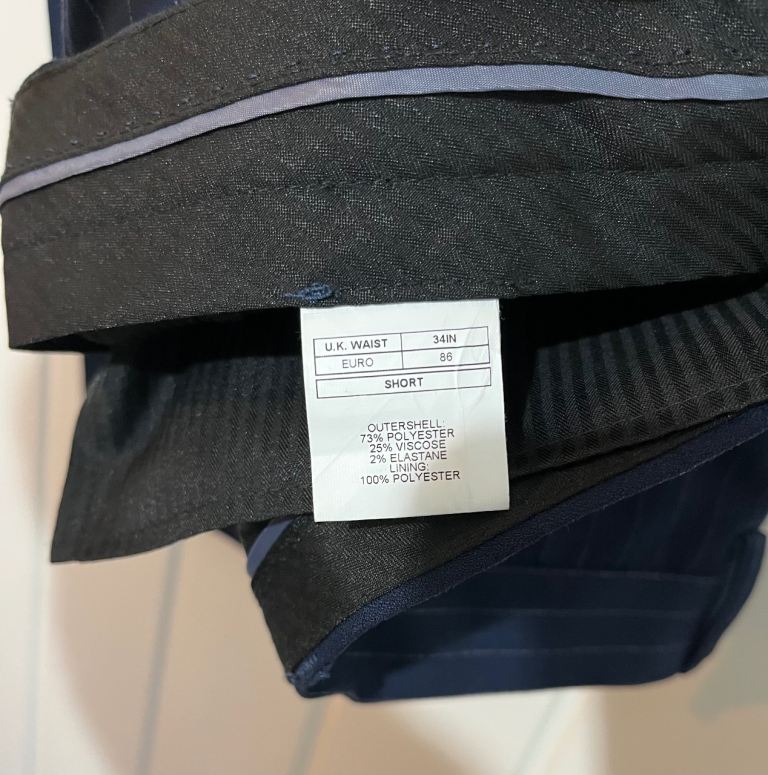 U.K. WAIST 34IN
EURO 86
SHORT
OUTERSHELL:
73% POLYESTER
25% VISCOSE
2% ELASTANE
LINING:
100% POLYESTER